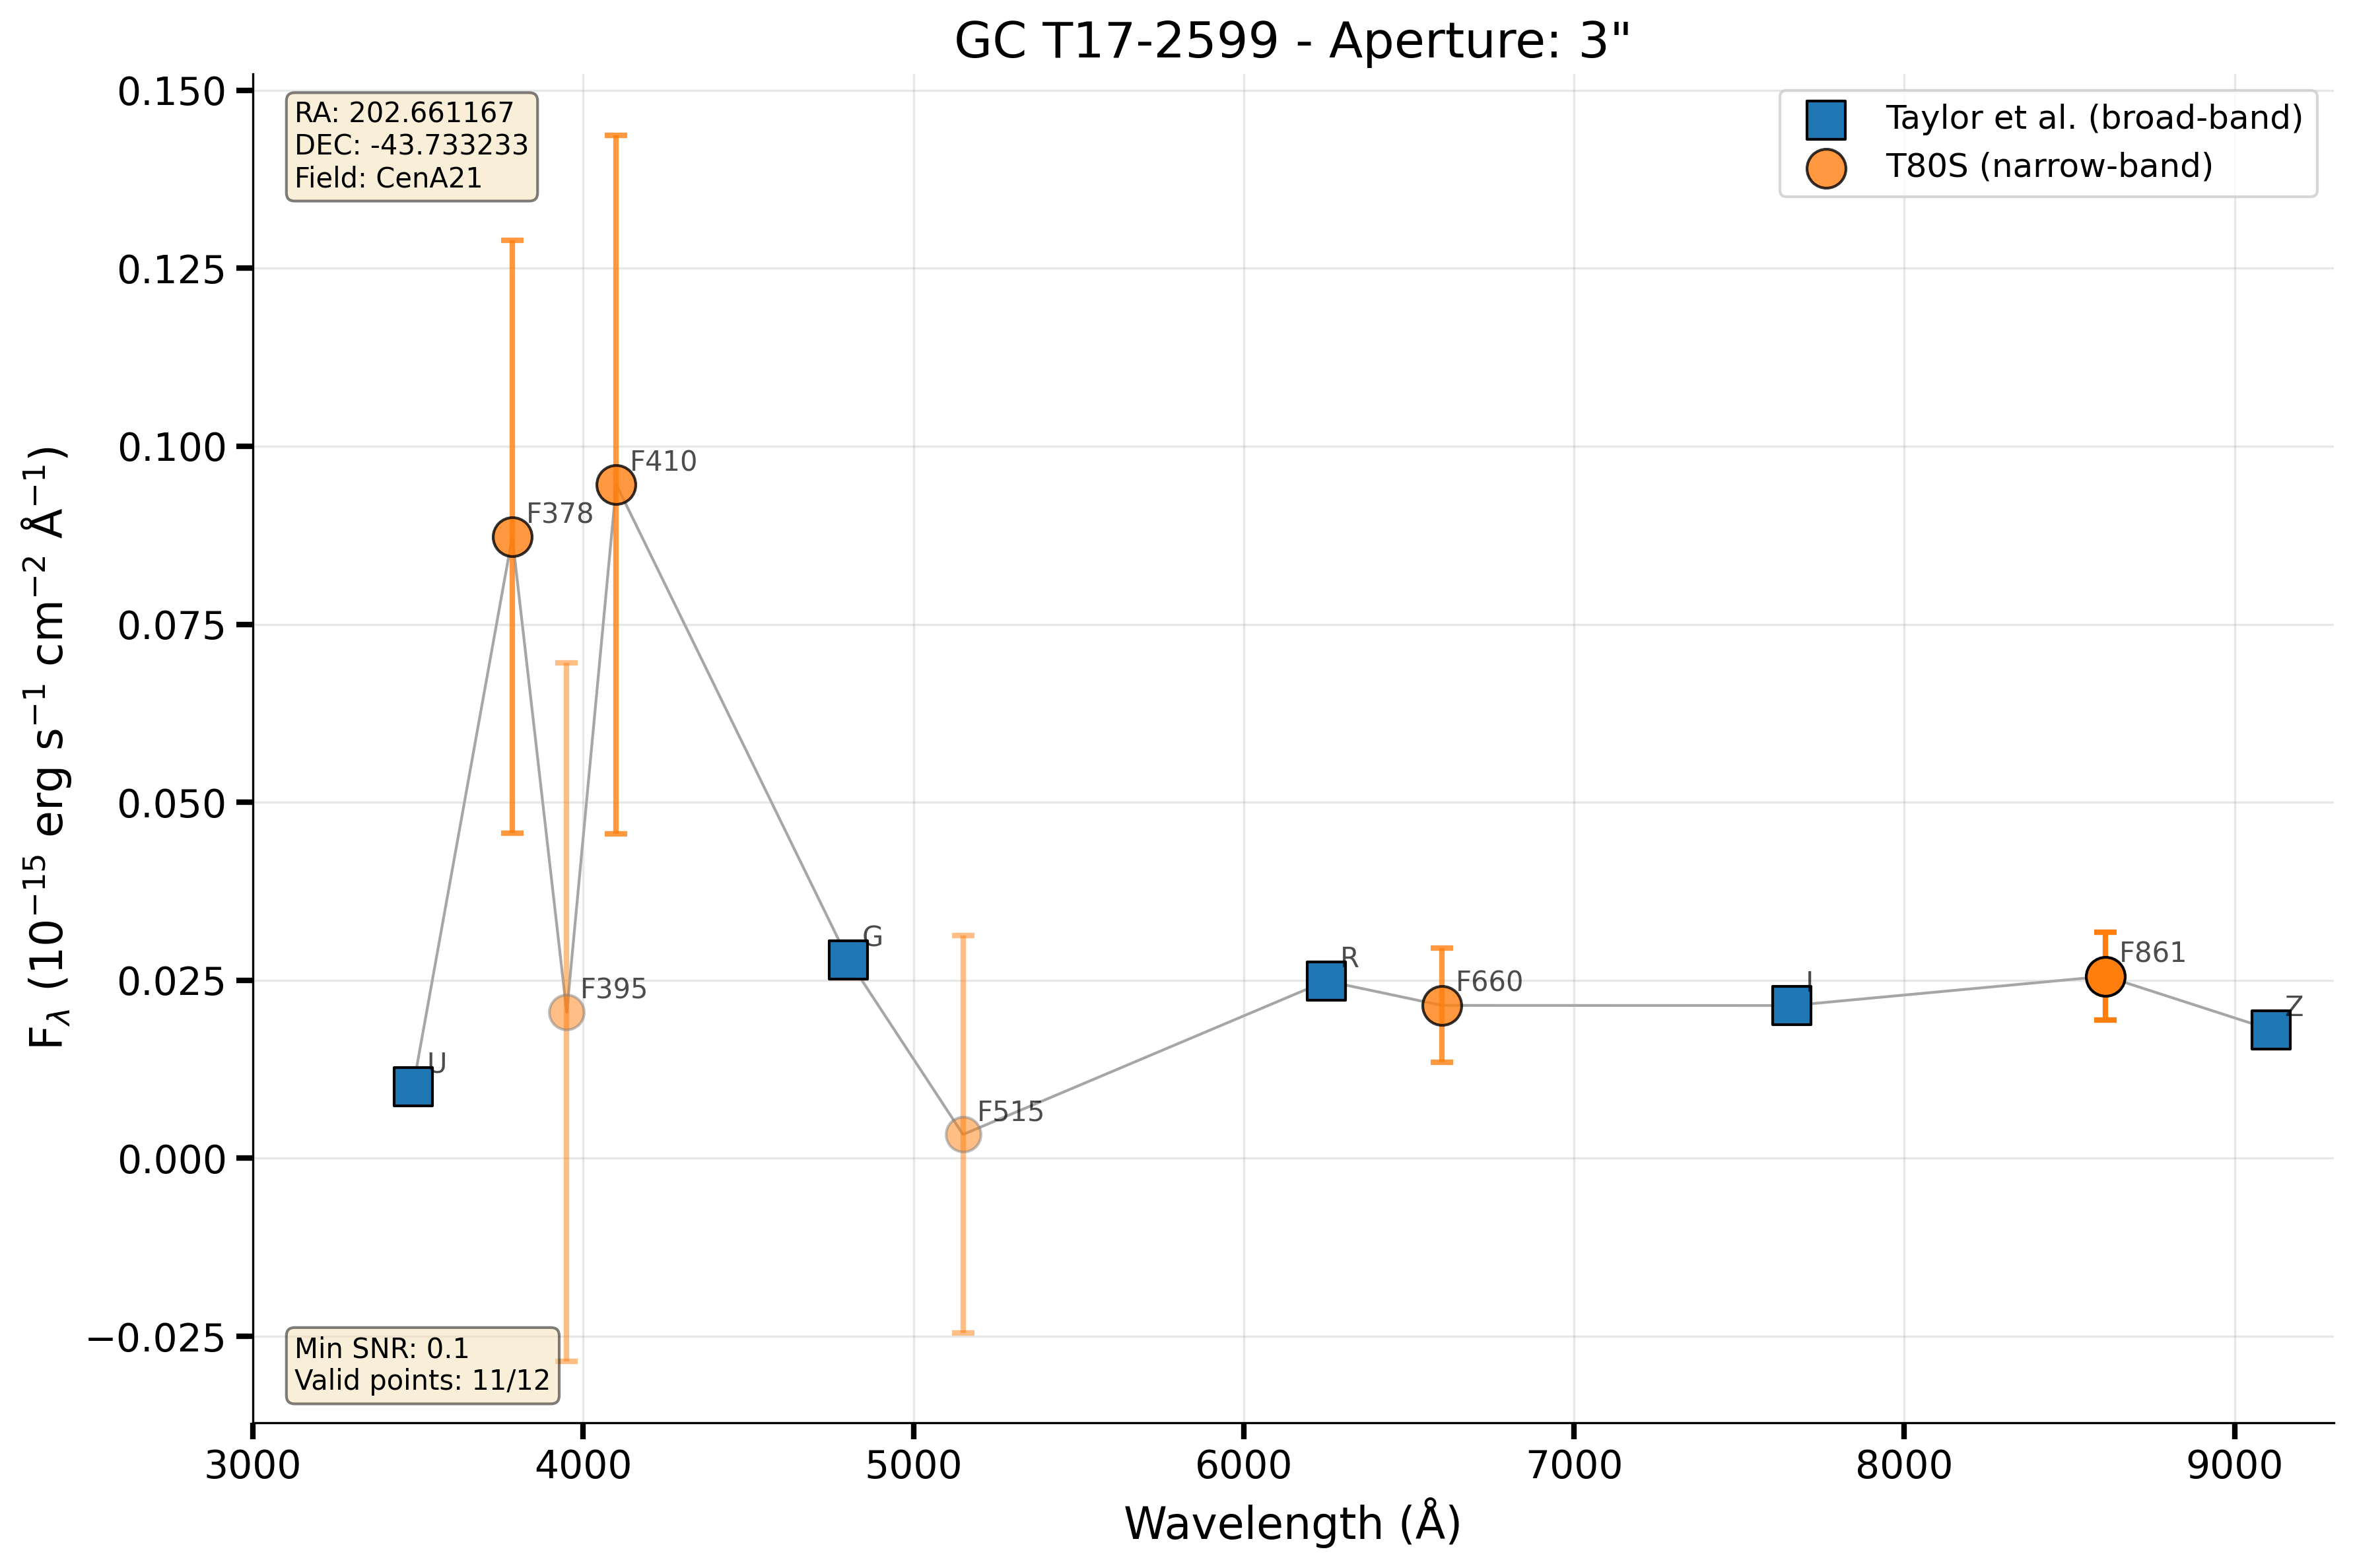 GC T17-2599 - Aperture: 3"
RA: 202.661167
DEC: -43.733233
Field: CenA21
Taylor et al. (broad-band)
T80S (narrow-band)
0.150
0.125
0.100
0.075
0.050
0.025
0.000
−0.025
F_λ (10⁻¹⁵ erg s⁻¹ cm⁻² Å⁻¹)
U
F378
F395
F410
G
F515
R
F660
I
F861
Z
Min SNR: 0.1
Valid points: 11/12
3000 4000 5000 6000 7000 8000 9000
Wavelength (Å)